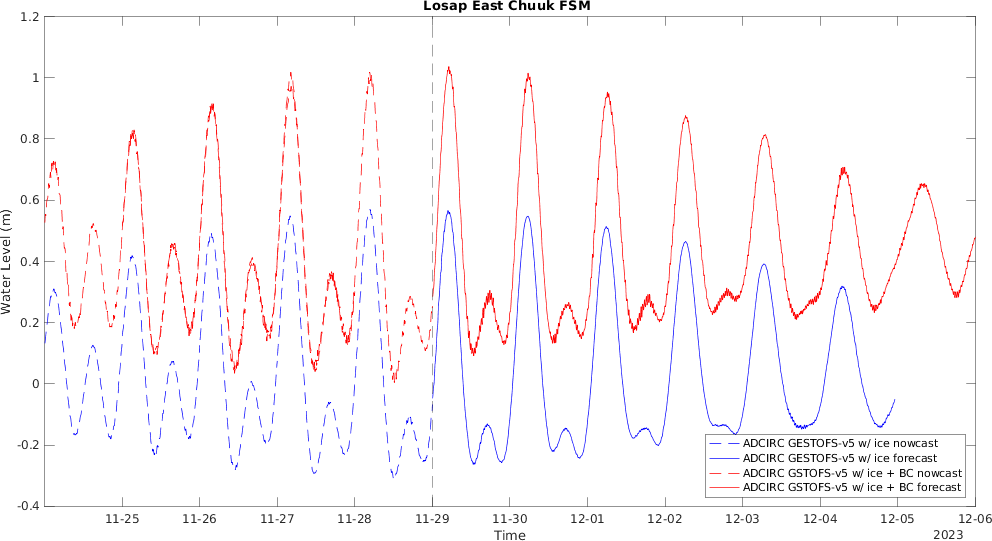 Losap East Chuuk FSM
1.2
1
0.8
0.6
0.4
0.2
0
-0.2
-0.4
Water Level (m)
ADCIRC GESTOFS-v5 w/ ice nowcast
ADCIRC GESTOFS-v5 w/ ice forecast
ADCIRC GSTOFS-v5 w/ ice + BC nowcast
ADCIRC GSTOFS-v5 w/ ice + BC forecast
11-25 11-26 11-27 11-28 11-29 11-30 12-01 12-02 12-03 12-04 12-05 12-06
Time
2023